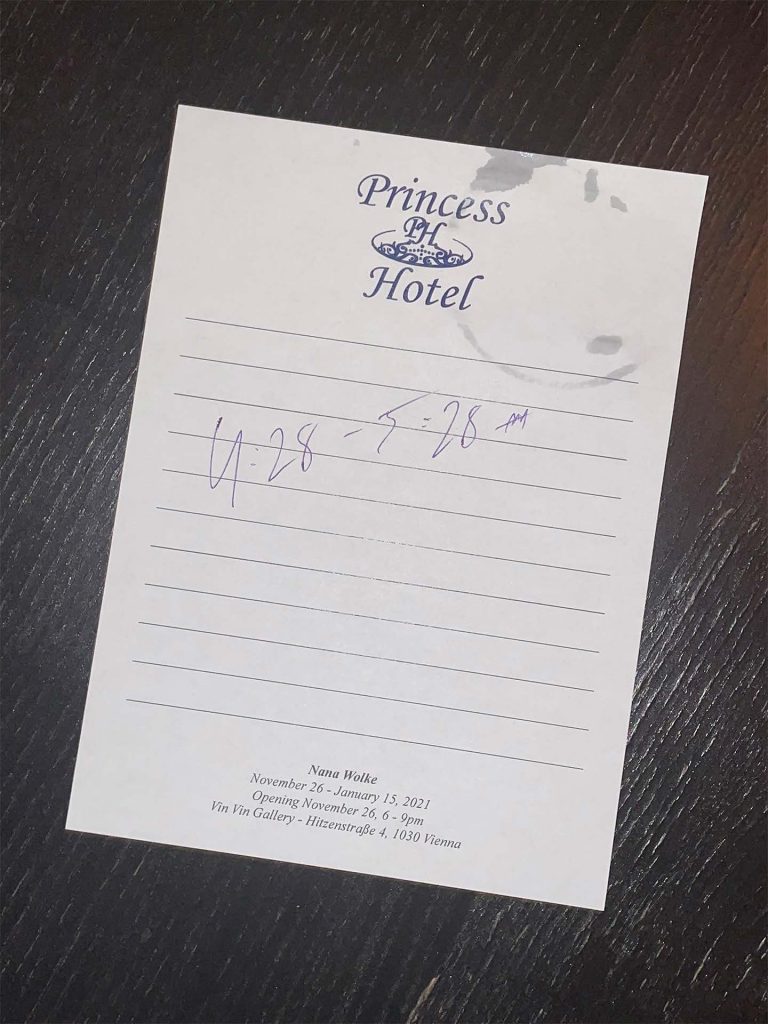 Princess
PH
Hotel
4:28 - 5:28 AM
Nana Wolke
November 26 - January 15, 2021
Opening November 26, 6 - 9pm
Vin Vin Gallery - Hitzenstraße 4, 1030 Vienna